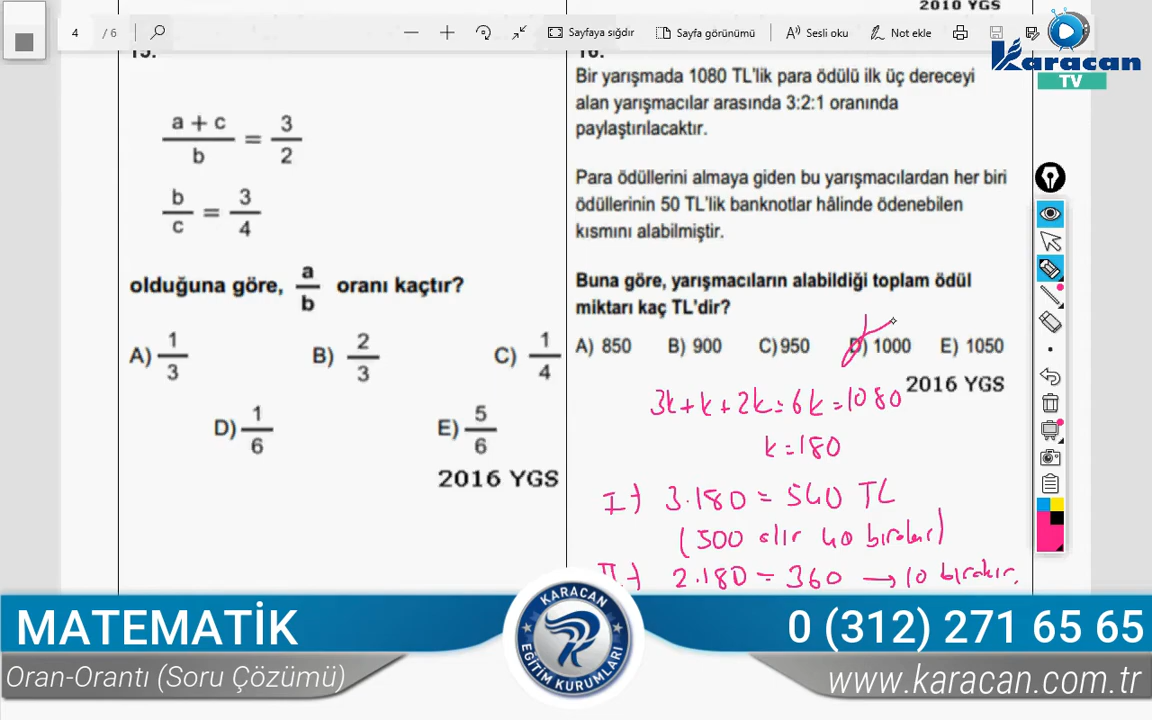 2010 YGS
4 / 6
Sayfaya sığdır
Sayfa görünümü
Sesli oku
Not ekle
Karacan
TV
15.
a + c / b = 3 / 2
b / c = 3 / 4
olduğuna göre, a / b oranı kaçtır?
A) 1/3 B) 2/3 C) 1/4
D) 1/6 E) 5/6
2016 YGS
16.
Bir yarışmada 1080 TL'lik para ödülü ilk üç dereceyi
alan yarışmacılar arasında 3:2:1 oranında
paylaştırılacaktır.
Para ödüllerini almaya giden bu yarışmacılardan her biri
ödüllerinin 50 TL'lik banknotlar hâlinde ödenebilen
kısmını alabilmiştir.
Buna göre, yarışmacıların alabildiği toplam ödül
miktarı kaç TL'dir?
A) 850 B) 900 C) 950 D) 1000 E) 1050
2016 YGS
3k+k+2k=6k=1080
k=180
I-) 3.180=540 TL
(500 alır 40 bırakır)
II-) 2.180=360 → 10 bırakır.
MATEMATİK
Oran-Orantı (Soru Çözümü)
KARACAN
EĞİTİM KURUMLARI
0 (312) 271 65 65
www.karacan.com.tr